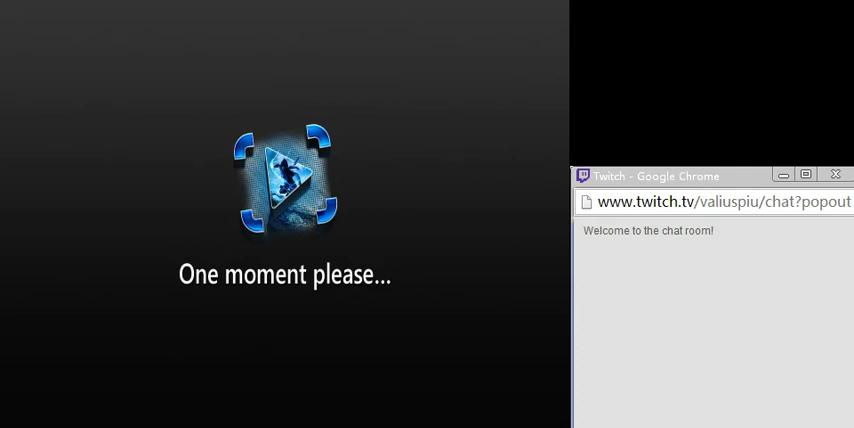 One moment please...
Twitch - Google Chrome
www.twitch.tv/valiuspiu/chat?popout
Welcome to the chat room!